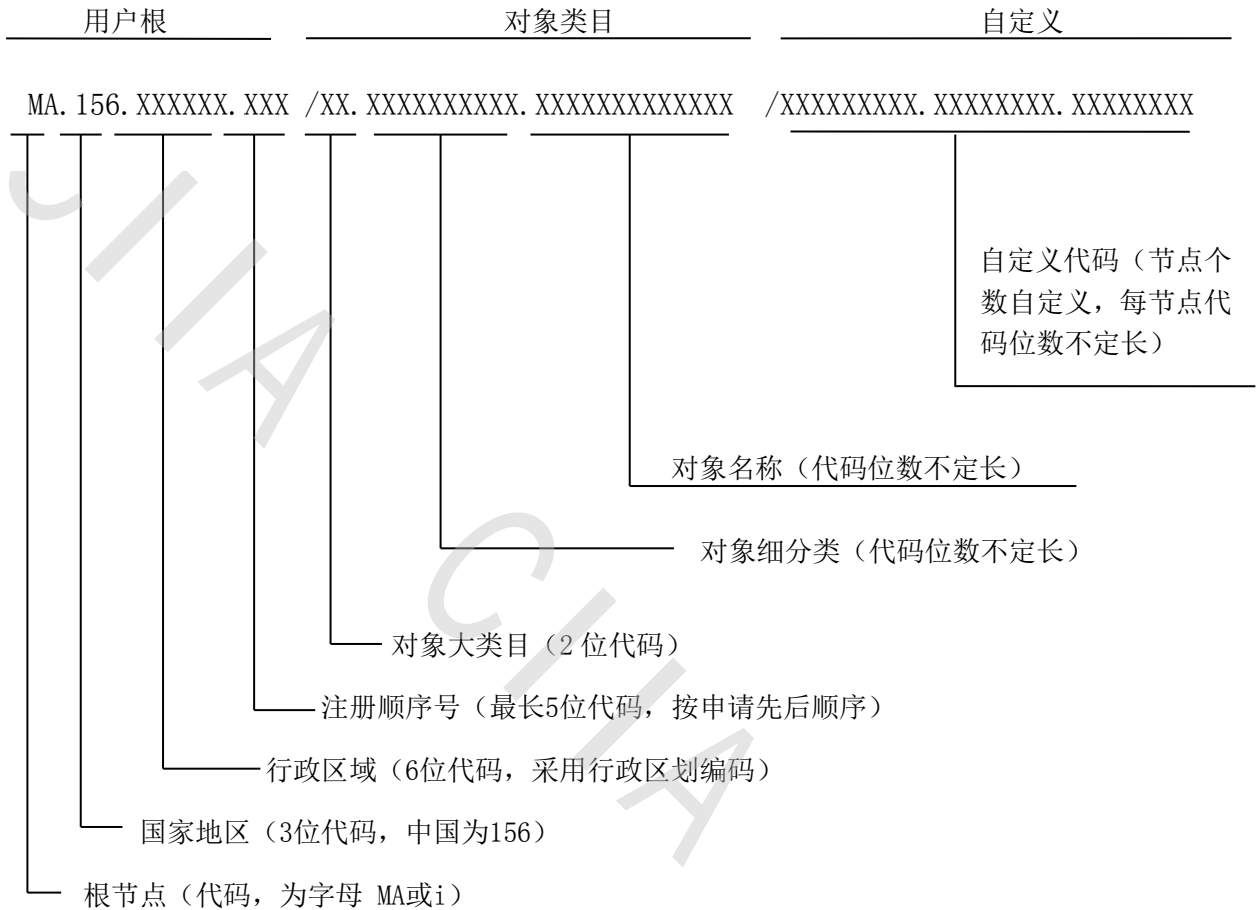 用户根 对象类目 自定义
MA.156.XXXXXX.XXX /XX.XXXXXXXXXX.XXXXXXXXXXXXX /XXXXXXXXX.XXXXXXXX.XXXXXXXX
自定义代码（节点个
数自定义，每节点代
码位数不定长）
对象名称（代码位数不定长）
对象细分类（代码位数不定长）
对象大类目（2 位代码）
注册顺序号（最长5位代码，按申请先后顺序）
行政区域（6位代码，采用行政区划编码）
国家地区（3位代码，中国为156）
根节点（代码，为字母 MA或i）
CIIA
CIIA